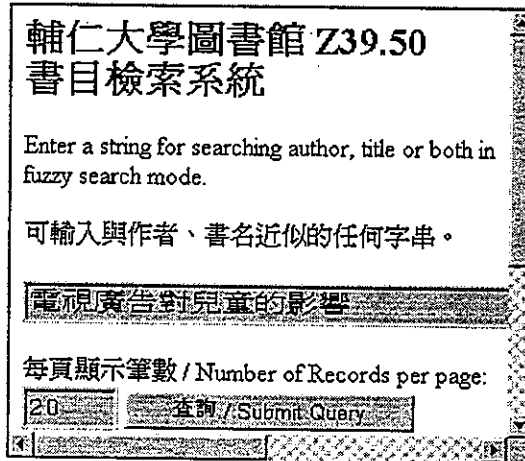 輔仁大學圖書館 Z39.50
書目檢索系統
Enter a string for searching author, title or both in
fuzzy search mode.
可輸入與作者、書名近似的任何字串。
電視廣告對兒童的影響
每頁顯示筆數 / Number of Records per page:
20 查詢 / Submit Query